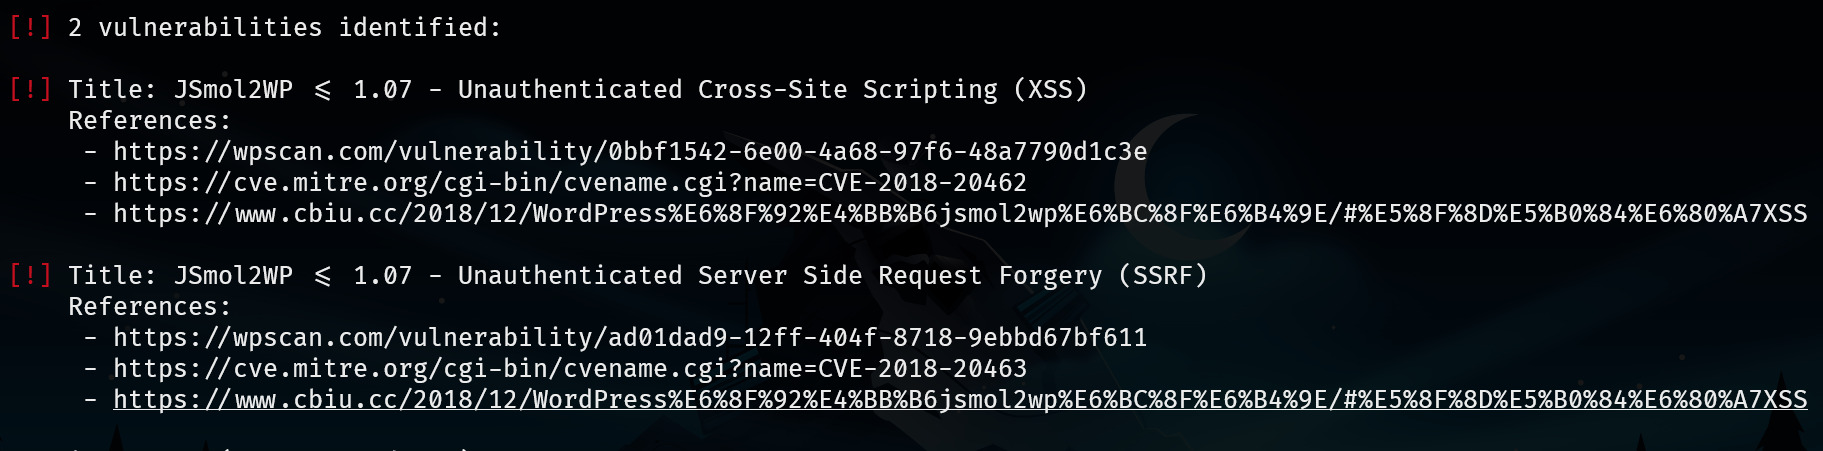 [!] 2 vulnerabilities identified:
[!] Title: JSmol2WP <= 1.07 - Unauthenticated Cross-Site Scripting (XSS)
References:
- https://wpscan.com/vulnerability/0bbf1542-6e00-4a68-97f6-48a7790d1c3e
- https://cve.mitre.org/cgi-bin/cvename.cgi?name=CVE-2018-20462
- https://www.cbiu.cc/2018/12/WordPress%E6%8F%92%E4%BB%B6jsmol2wp%E6%BC%8F%E6%B4%9E/#%E5%8F%8D%E5%B0%84%E6%80%A7XSS
[!] Title: JSmol2WP <= 1.07 - Unauthenticated Server Side Request Forgery (SSRF)
References:
- https://wpscan.com/vulnerability/ad01dad9-12ff-404f-8718-9ebbd67bf611
- https://cve.mitre.org/cgi-bin/cvename.cgi?name=CVE-2018-20463
- https://www.cbiu.cc/2018/12/WordPress%E6%8F%92%E4%BB%B6jsmol2wp%E6%BC%8F%E6%B4%9E/#%E5%8F%8D%E5%B0%84%E6%80%A7XSS